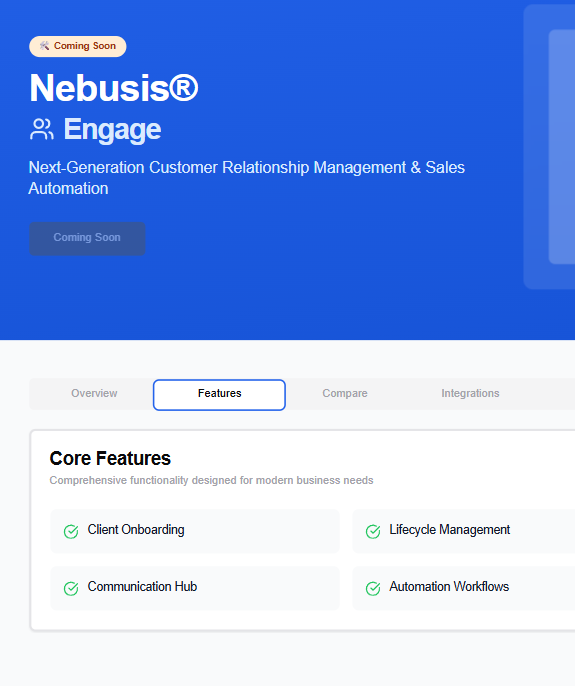 Coming Soon
Nebusis®
Engage
Next-Generation Customer Relationship Management & Sales
Automation
Coming Soon
Overview Features Compare Integrations
Core Features
Comprehensive functionality designed for modern business needs
Client Onboarding Lifecycle Management
Communication Hub Automation Workflows